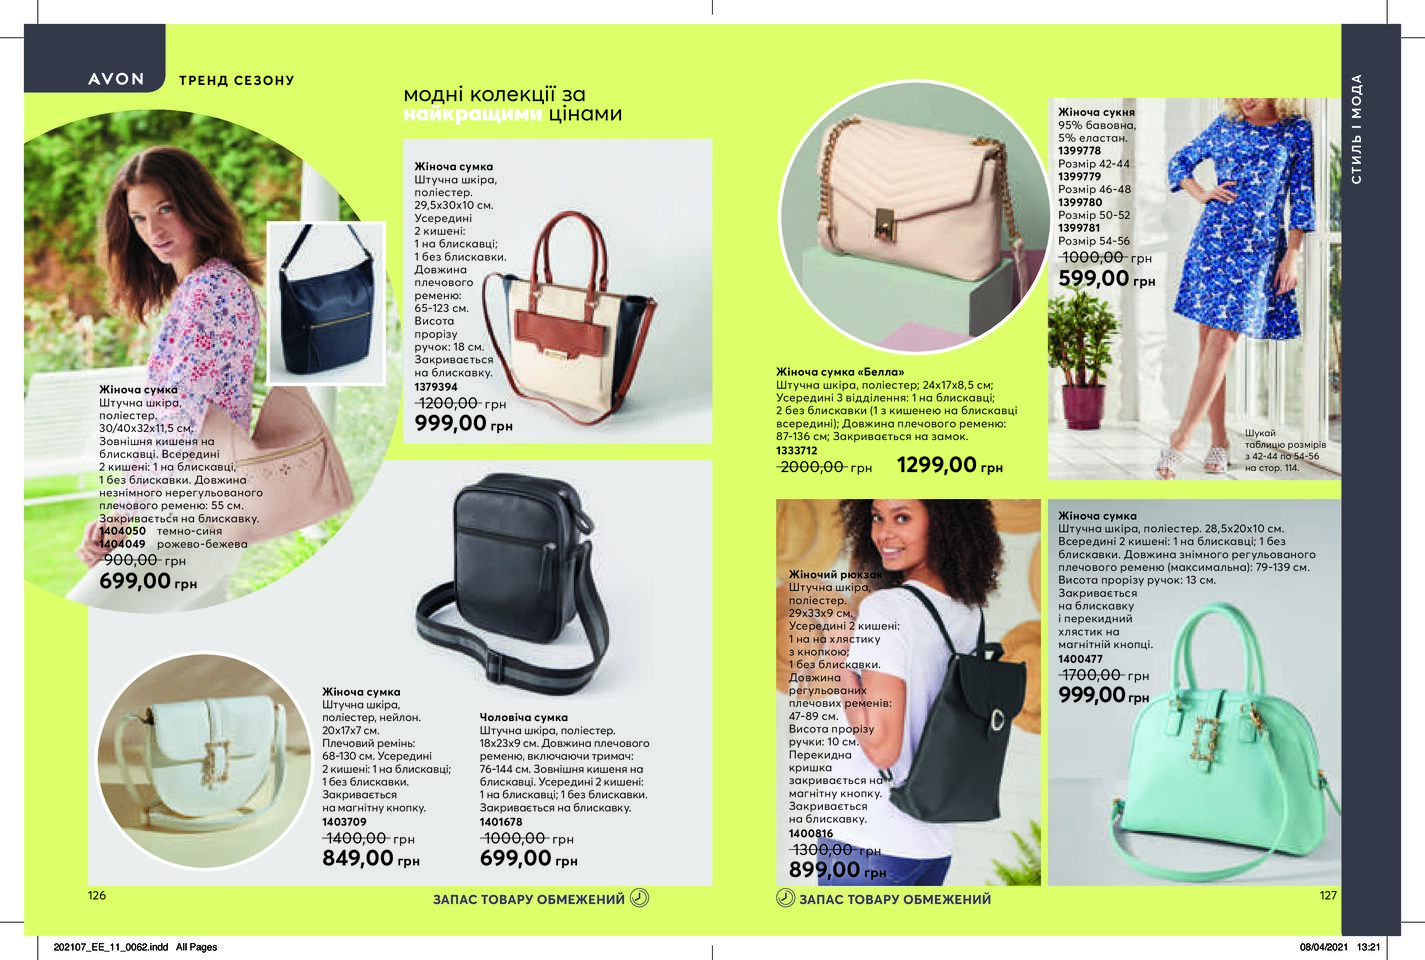 AVON
ТРЕНД СЕЗОНУ
модні колекції за
найкращими цінами
Жіноча сумка
Штучна шкіра,
поліестер.
30/40х32х11,5 см.
Зовнішня кишеня на
блискавці. Всередині
2 кишені: 1 на блискавці,
1 без блискавки. Довжина
незнімного нерегульованого
плечового ременю: 55 см.
Закривається на блискавку.
1404050 темно-синя
1404049 рожево-бежева
900,00 грн
699,00 грн
Жіноча сумка
Штучна шкіра,
поліестер.
29,5х30х10 см.
Усередині
2 кишені:
1 на блискавці;
1 без блискавки.
Довжина
плечового
ременю:
65-123 см.
Висота
прорізу
ручок: 18 см.
Закривається
на блискавку.
1379394
1200,00 грн
999,00 грн
Жіноча сумка
Штучна шкіра,
поліестер, нейлон.
20х17х7 см.
Плечовий ремінь:
68-130 см. Усередині
2 кишені: 1 на блискавці;
1 без блискавки.
Закривається
на магнітну кнопку.
1403709
1400,00 грн
849,00 грн
Чоловіча сумка
Штучна шкіра, поліестер.
18х23х9 см. Довжина плечового
ременю, включаючи тримач:
76-144 см. Зовнішня кишеня на
блискавці. Усередині 2 кишені:
1 на блискавці; 1 без блискавки.
Закривається на блискавку.
1401678
1000,00 грн
699,00 грн
126
ЗАПАС ТОВАРУ ОБМЕЖЕНИЙ
Жіноча сумка «Белла»
Штучна шкіра, поліестер; 24х17х8,5 см;
Усередині 3 відділення: 1 на блискавці;
2 без блискавки (1 з кишенею на блискавці
всередині); Довжина плечового ременю:
87-136 см; Закривається на замок.
1333712
2000,00 грн 1299,00 грн
Жіноча сукня
95% бавовна,
5% еластан.
1399778
Розмір 42-44
1399779
Розмір 46-48
1399780
Розмір 50-52
1399781
Розмір 54-56
1000,00 грн
599,00 грн
Шукай
таблицю розмірів
з 42-44 по 54-56
на стор. 114.
Жіночий рюкзак
Штучна шкіра,
поліестер.
29х33х9 см.
Усередині 2 кишені:
1 на на хлястику
з кнопкою;
1 без блискавки.
Довжина
регульованих
плечових ременів:
47-89 см.
Висота прорізу
ручки: 10 см.
Перекидна
кришка
закривається на
магнітну кнопку.
Закривається
на блискавку.
1400816
1300,00 грн
899,00 грн
Жіноча сумка
Штучна шкіра, поліестер. 28,5х20х10 см.
Всередині 2 кишені: 1 на блискавці; 1 без
блискавки. Довжина знімного регульованого
плечового ременю (максимальна): 79-139 см.
Висота прорізу ручок: 13 см.
Закривається
на блискавку
і перекидний
хлястик на
магнітній кнопці.
1400477
1700,00 грн
999,00 грн
ЗАПАС ТОВАРУ ОБМЕЖЕНИЙ
127
СТИЛЬ І МОДА
202107_EE_11_0062.indd All Pages
08/04/2021 13:21